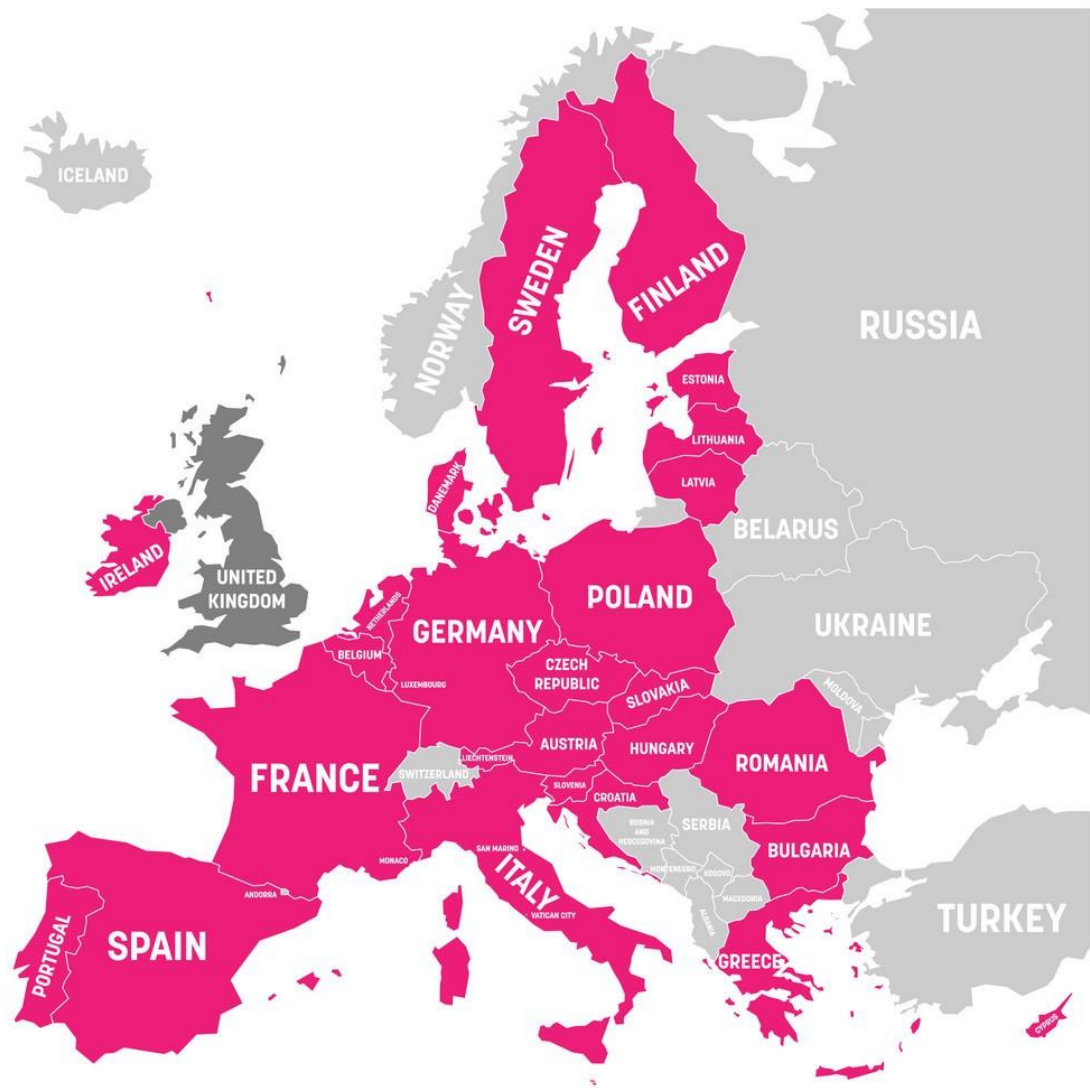 ICELAND
SWEDEN
FINLAND
NORWAY
RUSSIA
ESTONIA
LITHUANIA
LATVIA
DANEMARK
BELARUS
IRELAND
UNITED
KINGDOM
NETHERLANDS
POLAND
GERMANY
UKRAINE
BELGIUM
CZECH
REPUBLIC
LUXEMBOURG
SLOVAKIA
MOLDOVA
AUSTRIA
HUNGARY
LIECHTENSTEIN
ROMANIA
FRANCE
SWITZERLAND
SLOVENIA
CROATIA
BOSNIA
AND
HERCEGOVINA
SERBIA
SAN MARINO
BULGARIA
MONACO
MONTENEGRO
KOSOVO
ITALY
ANDORRA
MACEDONIA
VATICAN CITY
ALBANIA
TURKEY
PORTUGAL
SPAIN
GREECE
CYPRUS